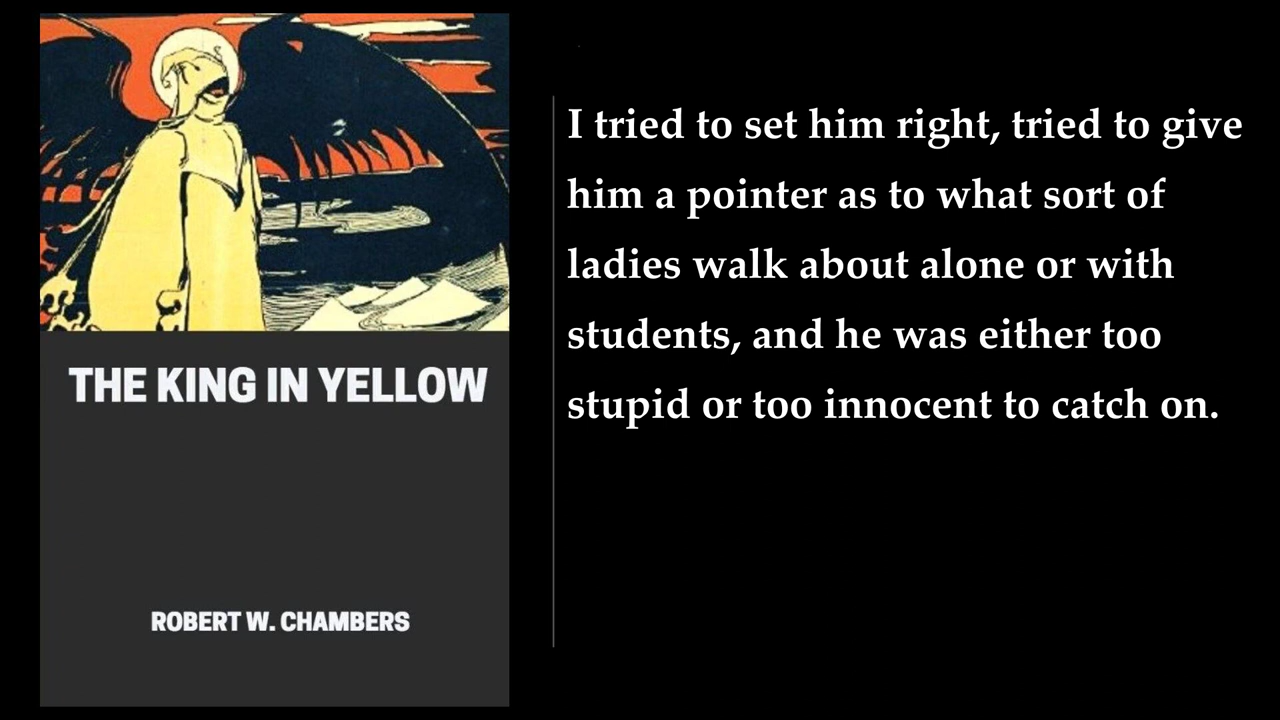 THE KING IN YELLOW
ROBERT W. CHAMBERS
I tried to set him right, tried to give
him a pointer as to what sort of
ladies walk about alone or with
students, and he was either too
stupid or too innocent to catch on.